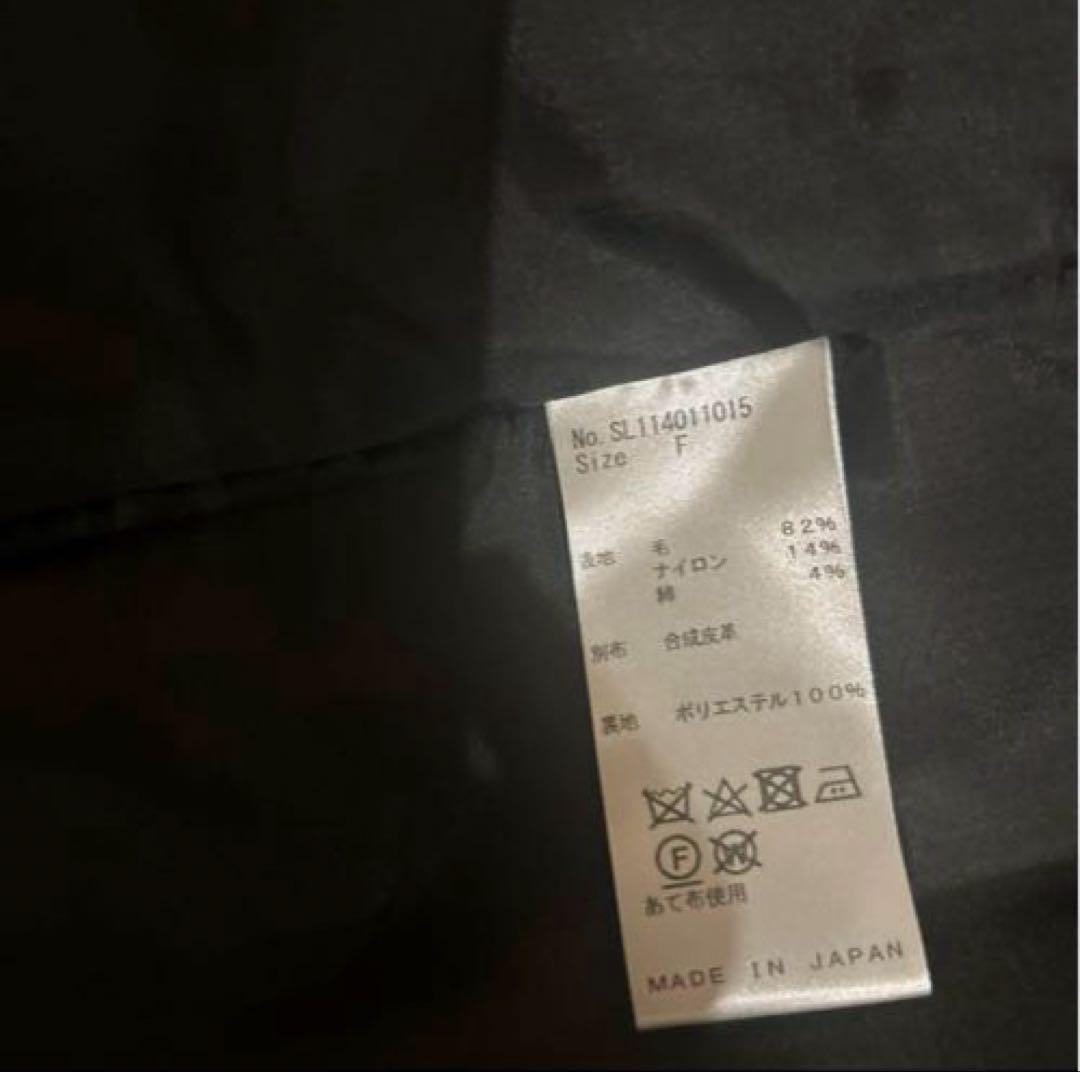 No. SL114011015
Size F
表地 毛 82%
ナイロン 14%
綿 4%
別布 合成皮革
裏地 ポリエステル100%
F W
あて布使用
MADE IN JAPAN